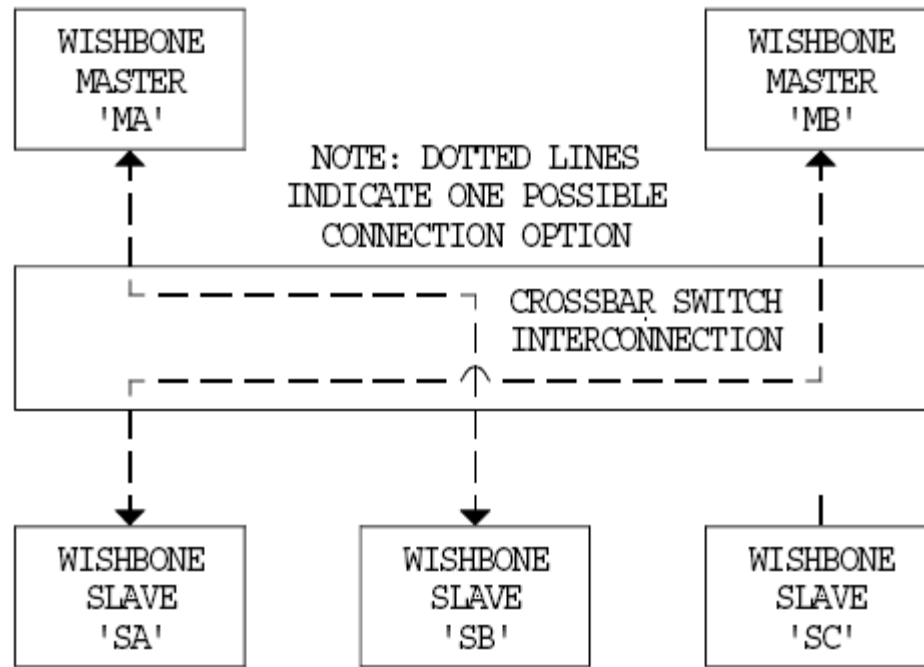 WISHBONE
MASTER
'MA'
WISHBONE
MASTER
'MB'
NOTE: DOTTED LINES
INDICATE ONE POSSIBLE
CONNECTION OPTION
CROSSBAR SWITCH
INTERCONNECTION
WISHBONE
SLAVE
'SA'
WISHBONE
SLAVE
'SB'
WISHBONE
SLAVE
'SC'